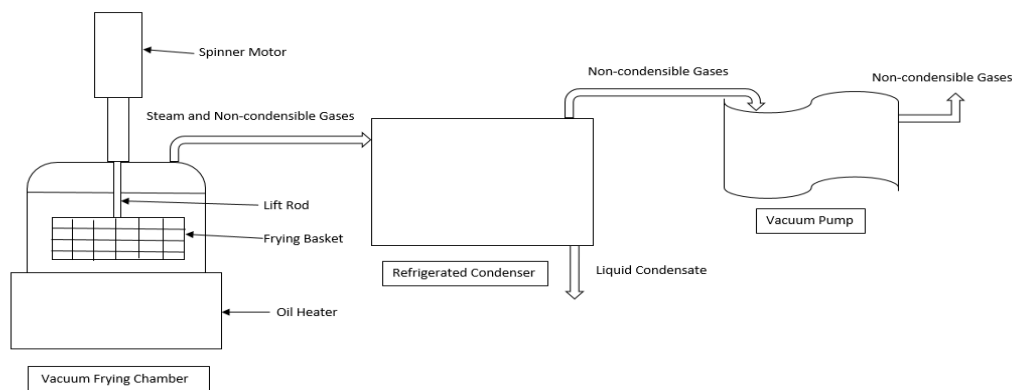 Spinner Motor
Non-condensible Gases
Non-condensible Gases
Steam and Non-condensible Gases
Lift Rod
Vacuum Pump
Frying Basket
Refrigerated Condenser
Liquid Condensate
Oil Heater
Vacuum Frying Chamber